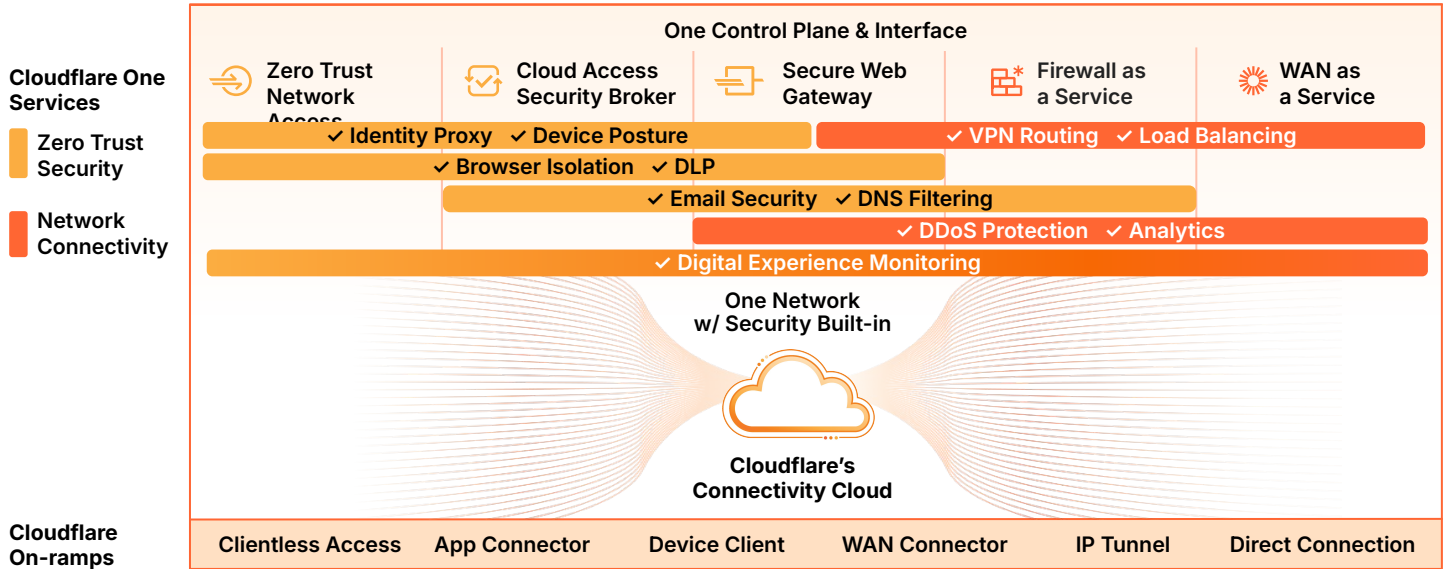 One Control Plane & Interface
Cloudflare One
Services
Zero Trust
Security
Network
Connectivity
Zero Trust
Network
Access
Cloud Access
Security Broker
Secure Web
Gateway
Firewall as
a Service
WAN as
a Service
✓ Identity Proxy ✓ Device Posture
✓ VPN Routing ✓ Load Balancing
✓ Browser Isolation ✓ DLP
✓ Email Security ✓ DNS Filtering
✓ DDoS Protection ✓ Analytics
✓ Digital Experience Monitoring
One Network
w/ Security Built-in
Cloudflare’s
Connectivity Cloud
Cloudflare
On-ramps
Clientless Access
App Connector
Device Client
WAN Connector
IP Tunnel
Direct Connection